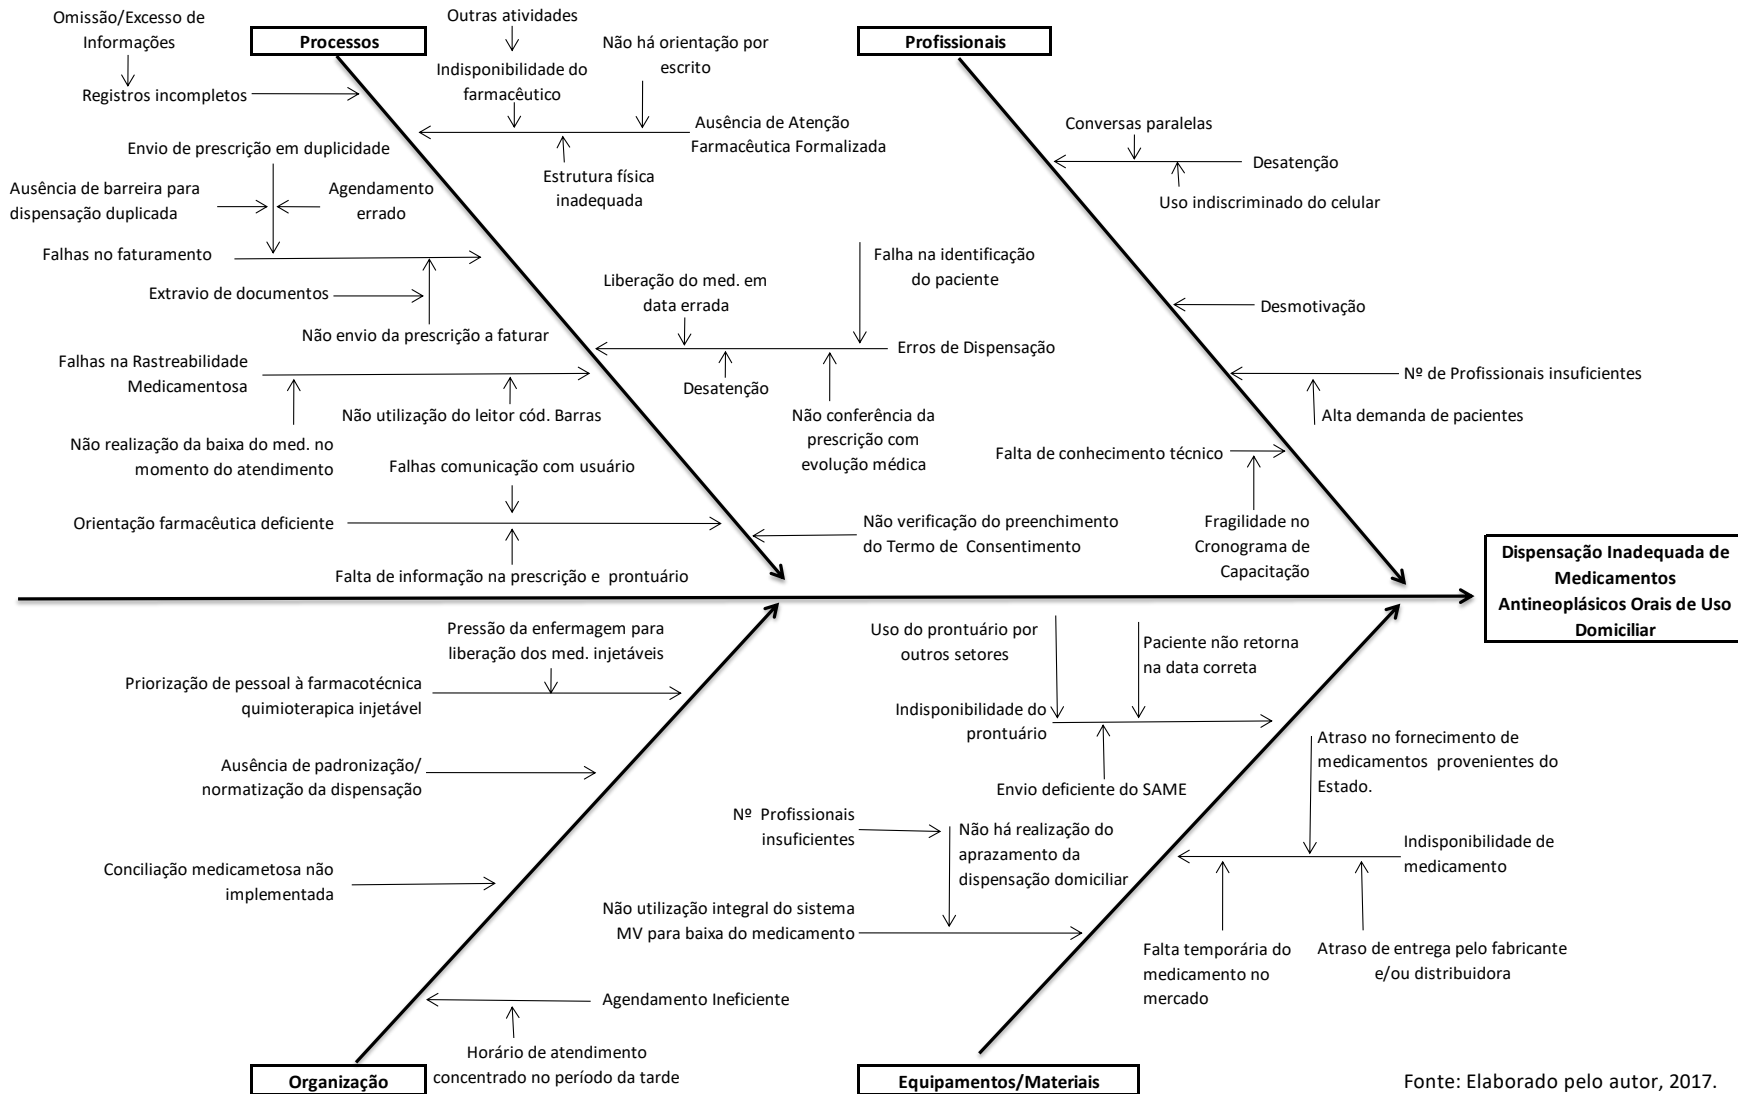 Omissão/Excesso de
Informações
Processos
Outras atividades
Não há orientação por
escrito
Profissionais
Indisponibilidade do
farmacêutico
Registros incompletos
Ausência de Atenção
Farmacêutica Formalizada
Conversas paralelas
Desatenção
Uso indiscriminado do celular
Envio de prescrição em duplicidade
Estrutura física
inadequada
Ausência de barreira para
dispensação duplicada
Agendamento
errado
Falhas no faturamento
Falha na identificação
do paciente
Liberação do med. em
data errada
Extravio de documentos
Desmotivação
Não envio da prescrição a faturar
Erros de Dispensação
Falhas na Rastreabilidade
Medicamentosa
Desatenção
Nº de Profissionais insuficientes
Não utilização do leitor cód. Barras
Não conferência da
prescrição com
evolução médica
Alta demanda de pacientes
Não realização da baixa do med. no
momento do atendimento
Falhas comunicação com usuário
Falta de conhecimento técnico
Orientação farmacêutica deficiente
Não verificação do preenchimento
do Termo de Consentimento
Fragilidade no
Cronograma de
Capacitação
Falta de informação na prescrição e prontuário
Dispensação Inadequada de
Medicamentos
Antineoplásicos Orais de Uso
Domiciliar
Pressão da enfermagem para
liberação dos med. injetáveis
Uso do prontuário por
outros setores
Paciente não retorna
na data correta
Priorização de pessoal à farmacotécnica
quimioterapica injetável
Indisponibilidade do
prontuário
Atraso no fornecimento de
medicamentos provenientes do
Estado.
Ausência de padronização/
normatização da dispensação
Envio deficiente do SAME
Nº Profissionais
insuficientes
Não há realização do
aprazamento da
dispensação domiciliar
Indisponibilidade de
medicamento
Conciliação medicametosa não
implementada
Não utilização integral do sistema
MV para baixa do medicamento
Falta temporária do
medicamento no
mercado
Atraso de entrega pelo fabricante
e/ou distribuidora
Agendamento Ineficiente
Horário de atendimento
concentrado no período da tarde
Organização
Equipamentos/Materiais
Fonte: Elaborado pelo autor, 2017.